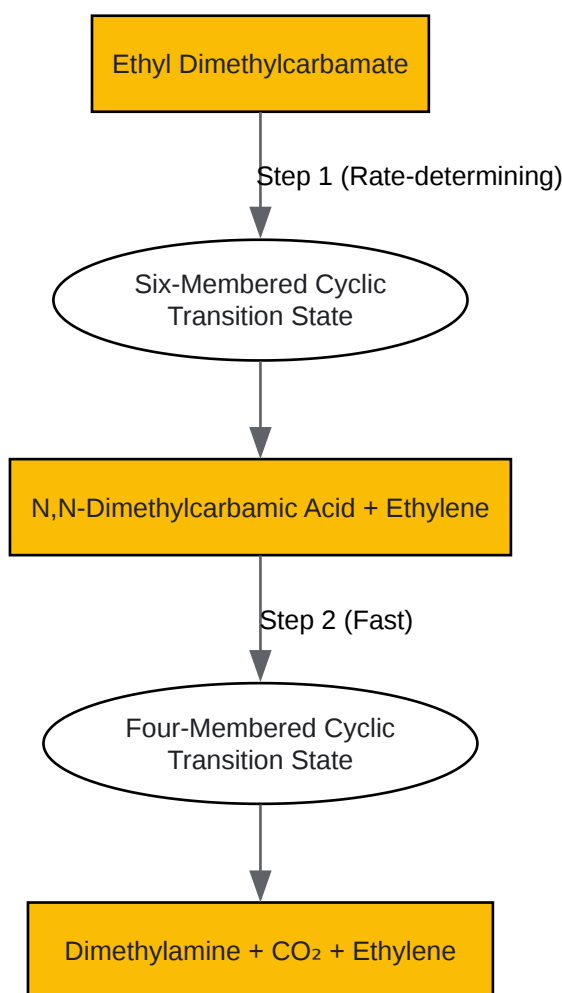 Ethyl Dimethylcarbamate
Step 1 (Rate-determining)
Six-Membered Cyclic
Transition State
N,N-Dimethylcarbamic Acid + Ethylene
Step 2 (Fast)
Four-Membered Cyclic
Transition State
Dimethylamine + CO₂ + Ethylene